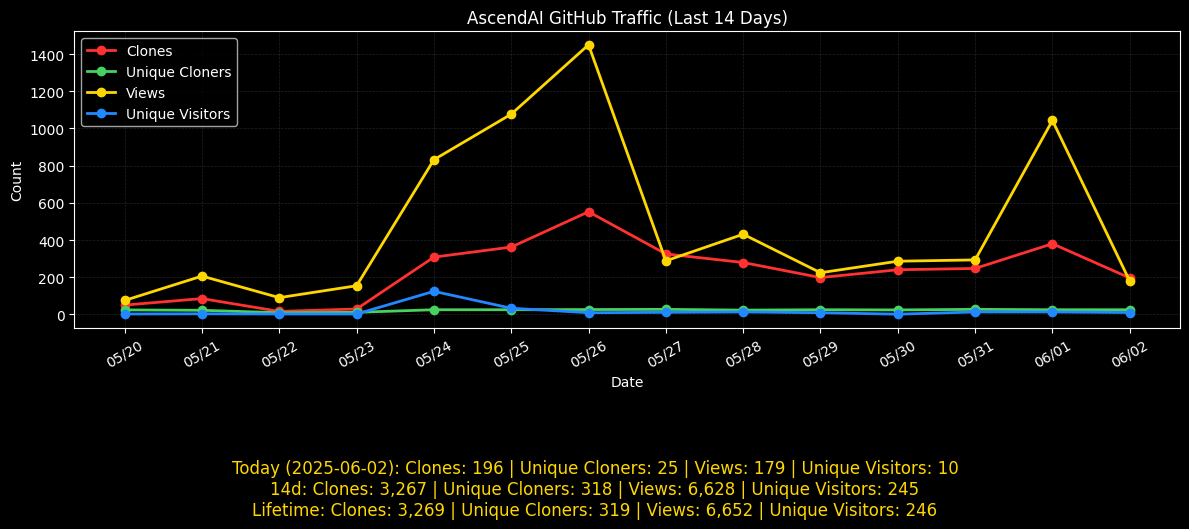 AscendAI GitHub Traffic (Last 14 Days)
Clones
Unique Cloners
Views
Unique Visitors
Count
1400
1200
1000
800
600
400
200
0
05/20 05/21 05/22 05/23 05/24 05/25 05/26 05/27 05/28 05/29 05/30 05/31 06/01 06/02
Date
Today (2025-06-02): Clones: 196 | Unique Cloners: 25 | Views: 179 | Unique Visitors: 10
14d: Clones: 3,267 | Unique Cloners: 318 | Views: 6,628 | Unique Visitors: 245
Lifetime: Clones: 3,269 | Unique Cloners: 319 | Views: 6,652 | Unique Visitors: 246